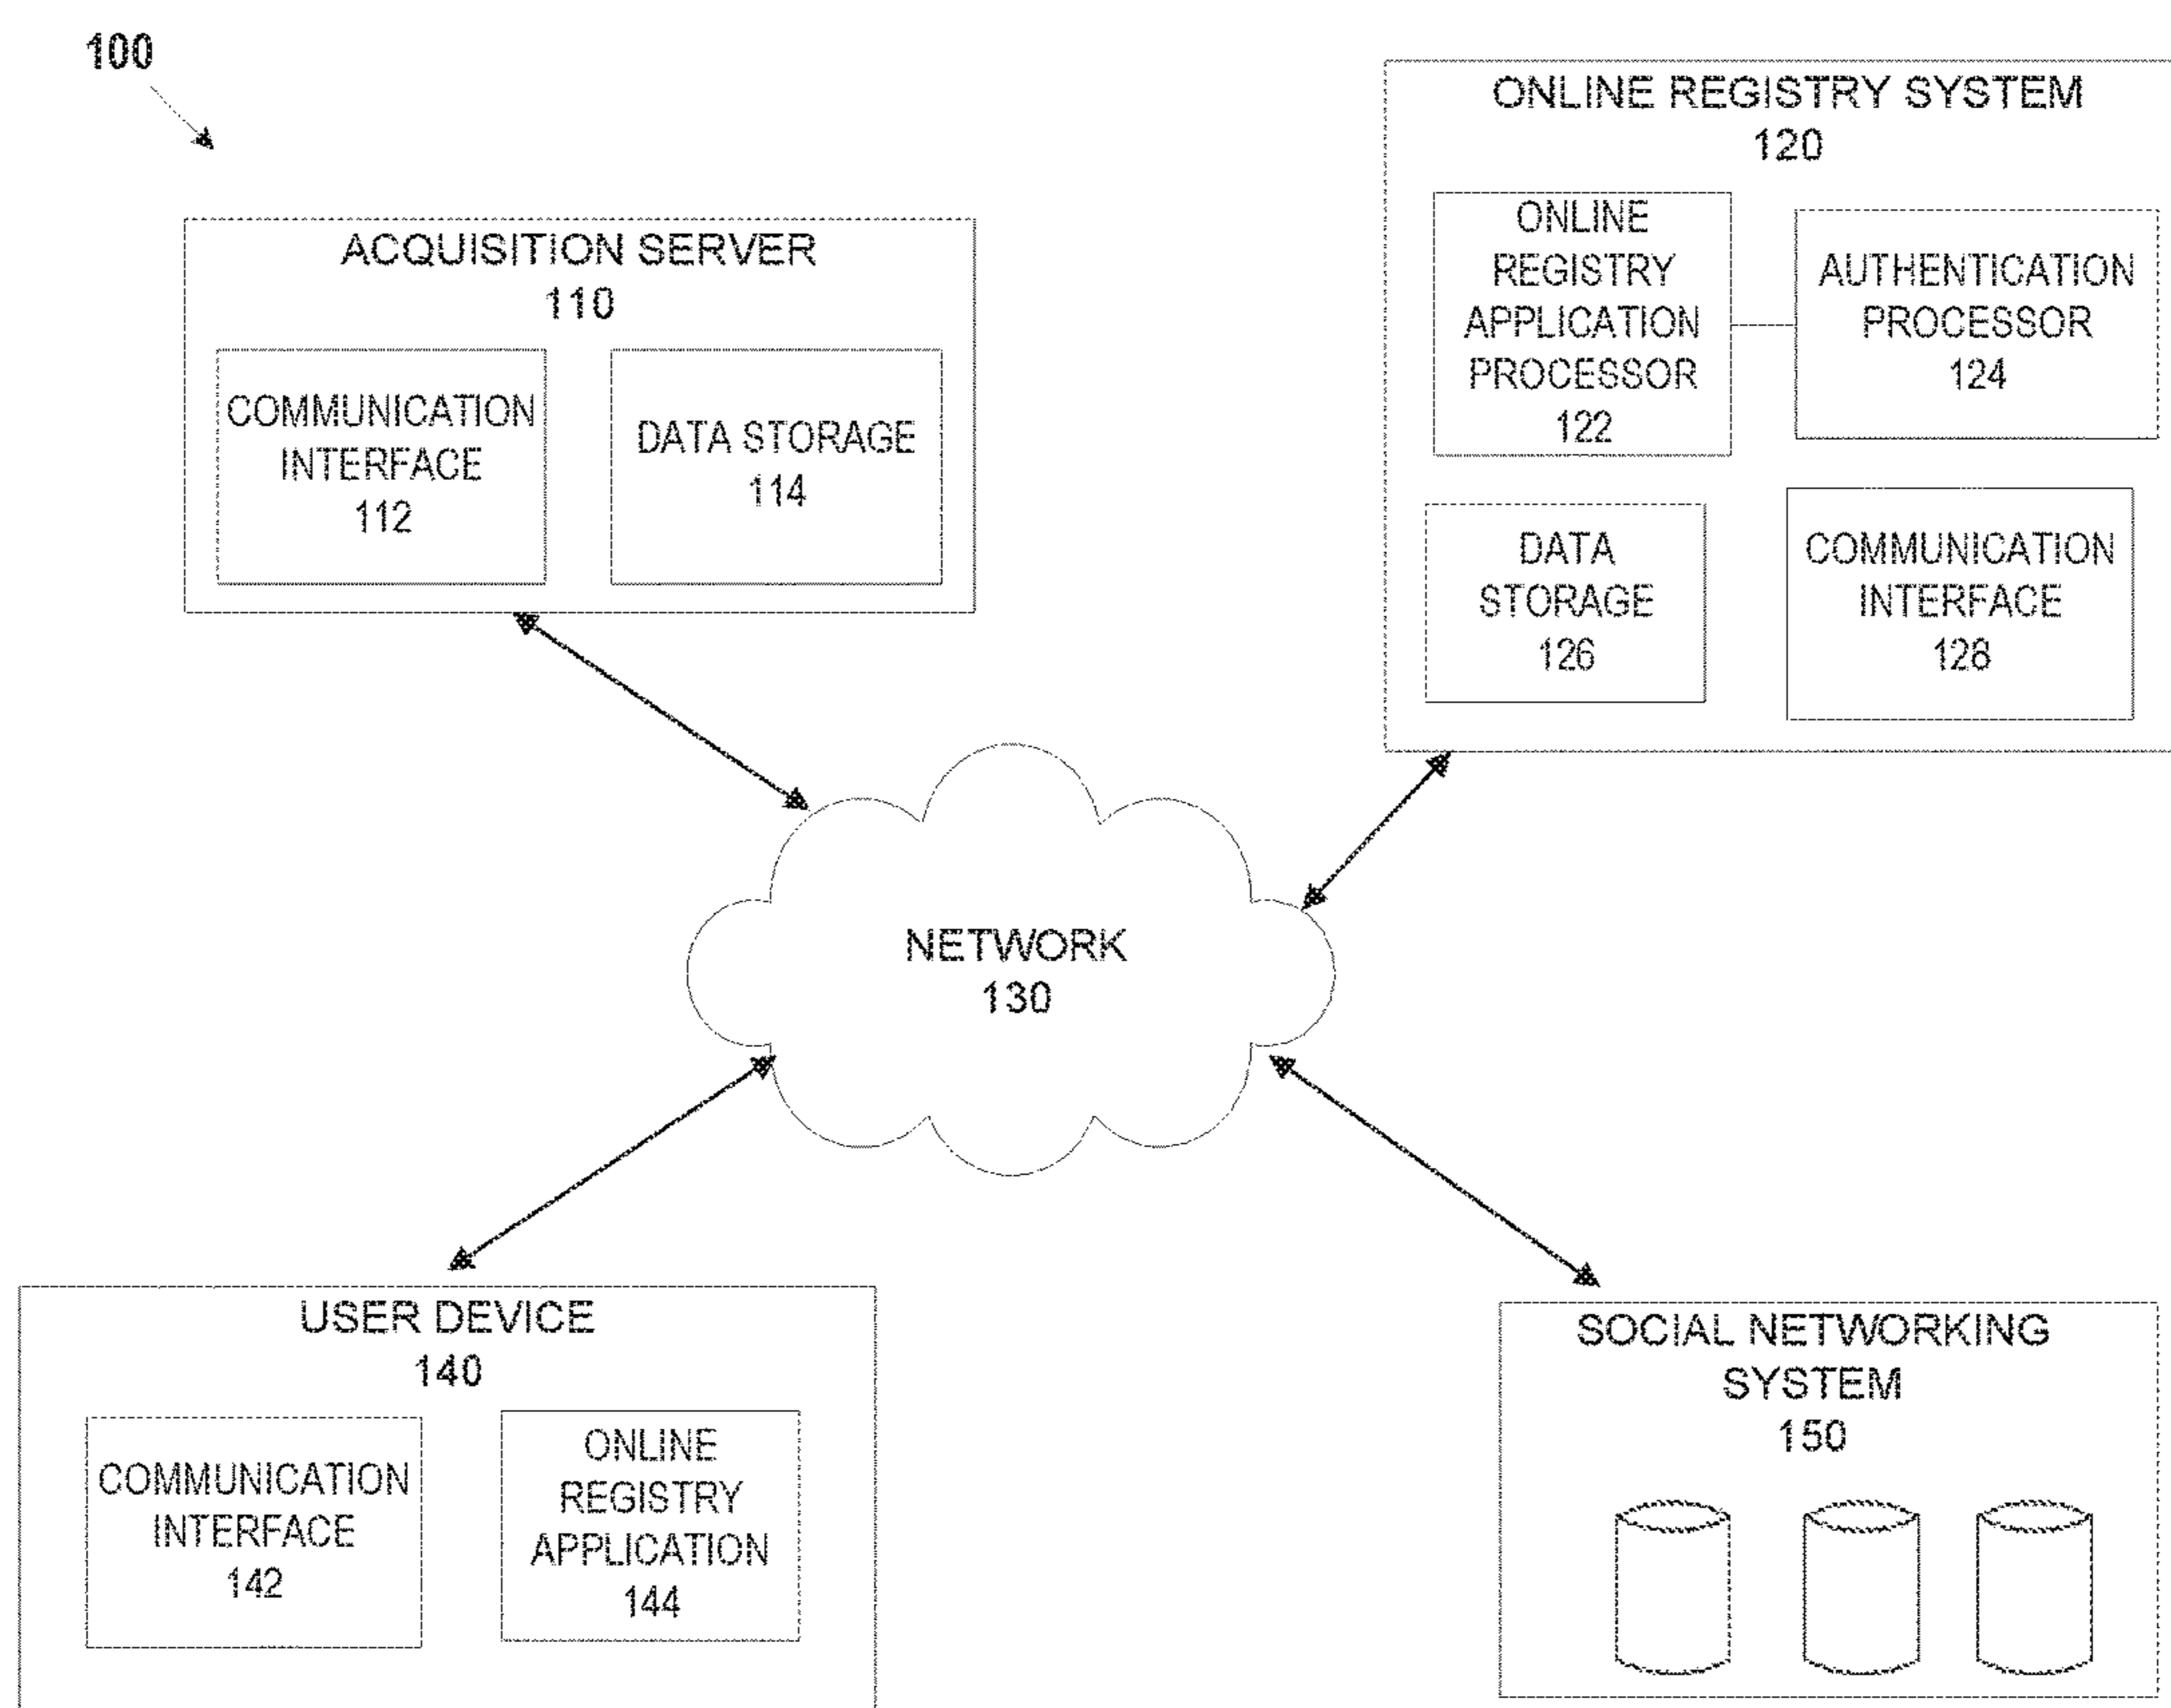 100
ACQUISITION SERVER
110
COMMUNICATION
INTERFACE
112
DATA STORAGE
114
ONLINE REGISTRY SYSTEM
120
ONLINE
REGISTRY
APPLICATION
PROCESSOR
122
AUTHENTICATION
PROCESSOR
124
DATA
STORAGE
126
COMMUNICATION
INTERFACE
128
NETWORK
130
USER DEVICE
140
COMMUNICATION
INTERFACE
142
ONLINE
REGISTRY
APPLICATION
144
SOCIAL NETWORKING
SYSTEM
150